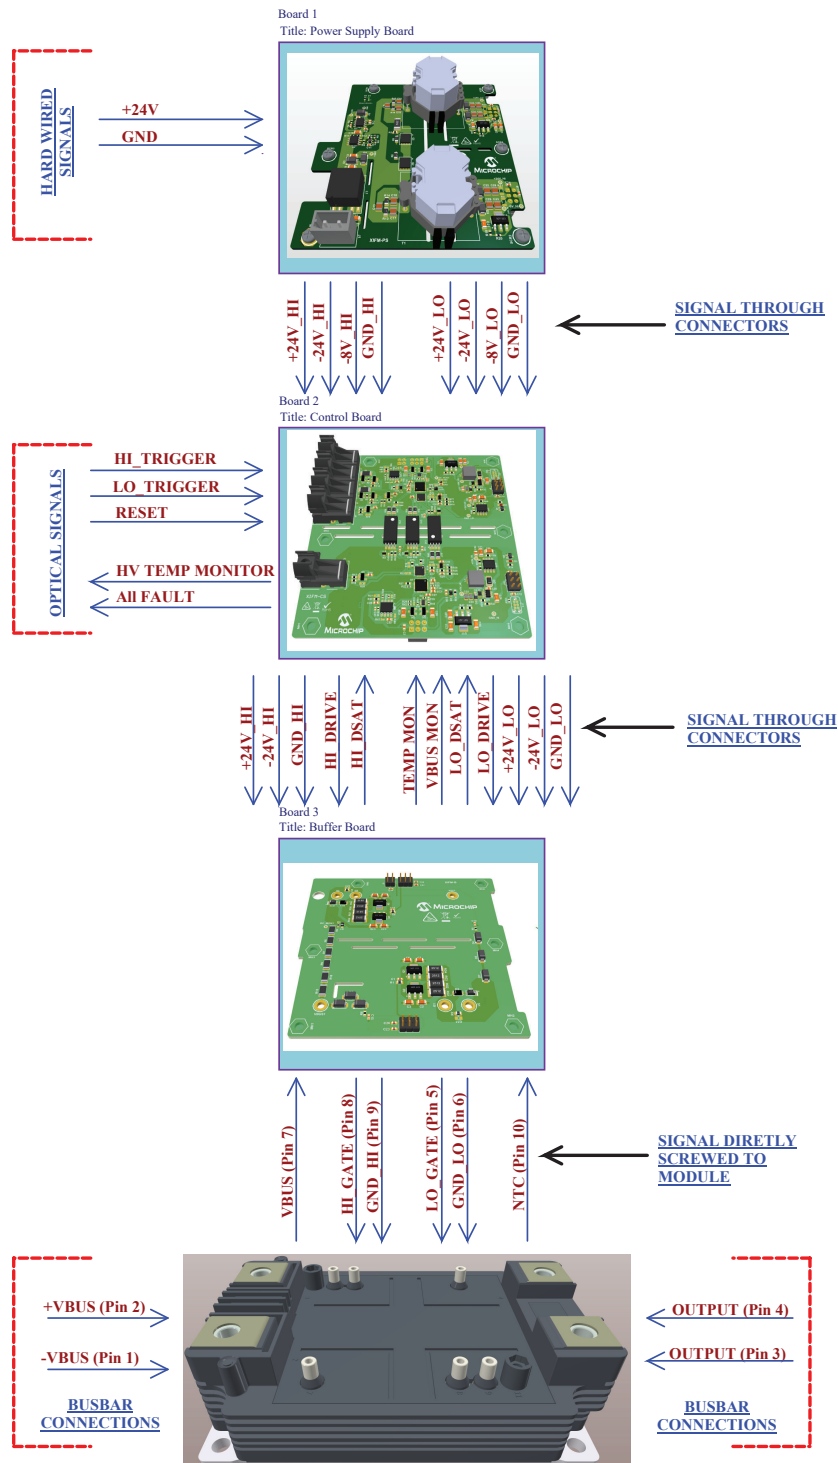 Board 1
Title: Power Supply Board
HARD WIRED
SIGNALS
+24V
GND
MICROCHIP
XIFM-PS
+24V_HI
-24V_HI
-8V_HI
GND_HI
+24V_LO
-24V_LO
-8V_LO
GND_LO
SIGNAL THROUGH
CONNECTORS
Board 2
Title: Control Board
OPTICAL SIGNALS
HI_TRIGGER
LO_TRIGGER
RESET
HV TEMP MONITOR
All FAULT
MICROCHIP
+24V_HI
-24V_HI
GND_HI
HI_DRIVE
HI_DSAT
TEMP MON
VBUS MON
LO_DSAT
LO_DRIVE
+24V_LO
-24V_LO
GND_LO
SIGNAL THROUGH
CONNECTORS
Board 3
Title: Buffer Board
MICROCHIP
VBUS (Pin 7)
HI_GATE (Pin 8)
GND_HI (Pin 9)
LO_GATE (Pin 5)
GND_LO (Pin 6)
NTC (Pin 10)
SIGNAL DIRETLY
SCREWED TO
MODULE
+VBUS (Pin 2)
-VBUS (Pin 1)
BUSBAR
CONNECTIONS
OUTPUT (Pin 4)
OUTPUT (Pin 3)
BUSBAR
CONNECTIONS